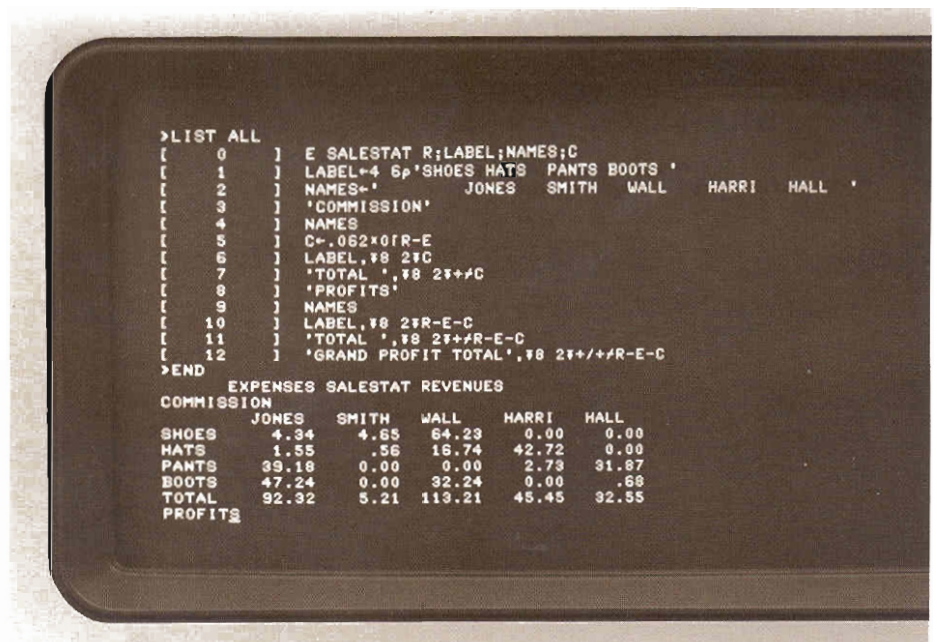 >LIST ALL
[ 0 ] E SALESTAT R;LABEL;NAMES;C
[ 1 ] LABEL←4 6⍴'SHOES HATS  PANTS BOOTS '
[ 2 ] NAMES←'         JONES   SMITH   WALL    HARRI   HALL  '
[ 3 ] 'COMMISSION'
[ 4 ] NAMES
[ 5 ] C←.062×0⌈R-E
[ 6 ] LABEL,⍕8 2⍕C
[ 7 ] 'TOTAL ',⍕8 2⍕+⌿C
[ 8 ] 'PROFITS'
[ 9 ] NAMES
[ 10 ] LABEL,⍕8 2⍕R-E-C
[ 11 ] 'TOTAL ',⍕8 2⍕+⌿R-E-C
[ 12 ] 'GRAND PROFIT TOTAL',⍕8 2⍕+/+⌿R-E-C
>END
EXPENSES SALESTAT REVENUES
COMMISSION
JONES SMITH WALL HARRI HALL
SHOES 4.34 4.65 64.23 0.00 0.00
HATS 1.55 .56 16.74 42.72 0.00
PANTS 39.18 0.00 0.00 2.73 31.87
BOOTS 47.24 0.00 32.24 0.00 .68
TOTAL 92.32 5.21 113.21 45.45 32.55
PROFITS